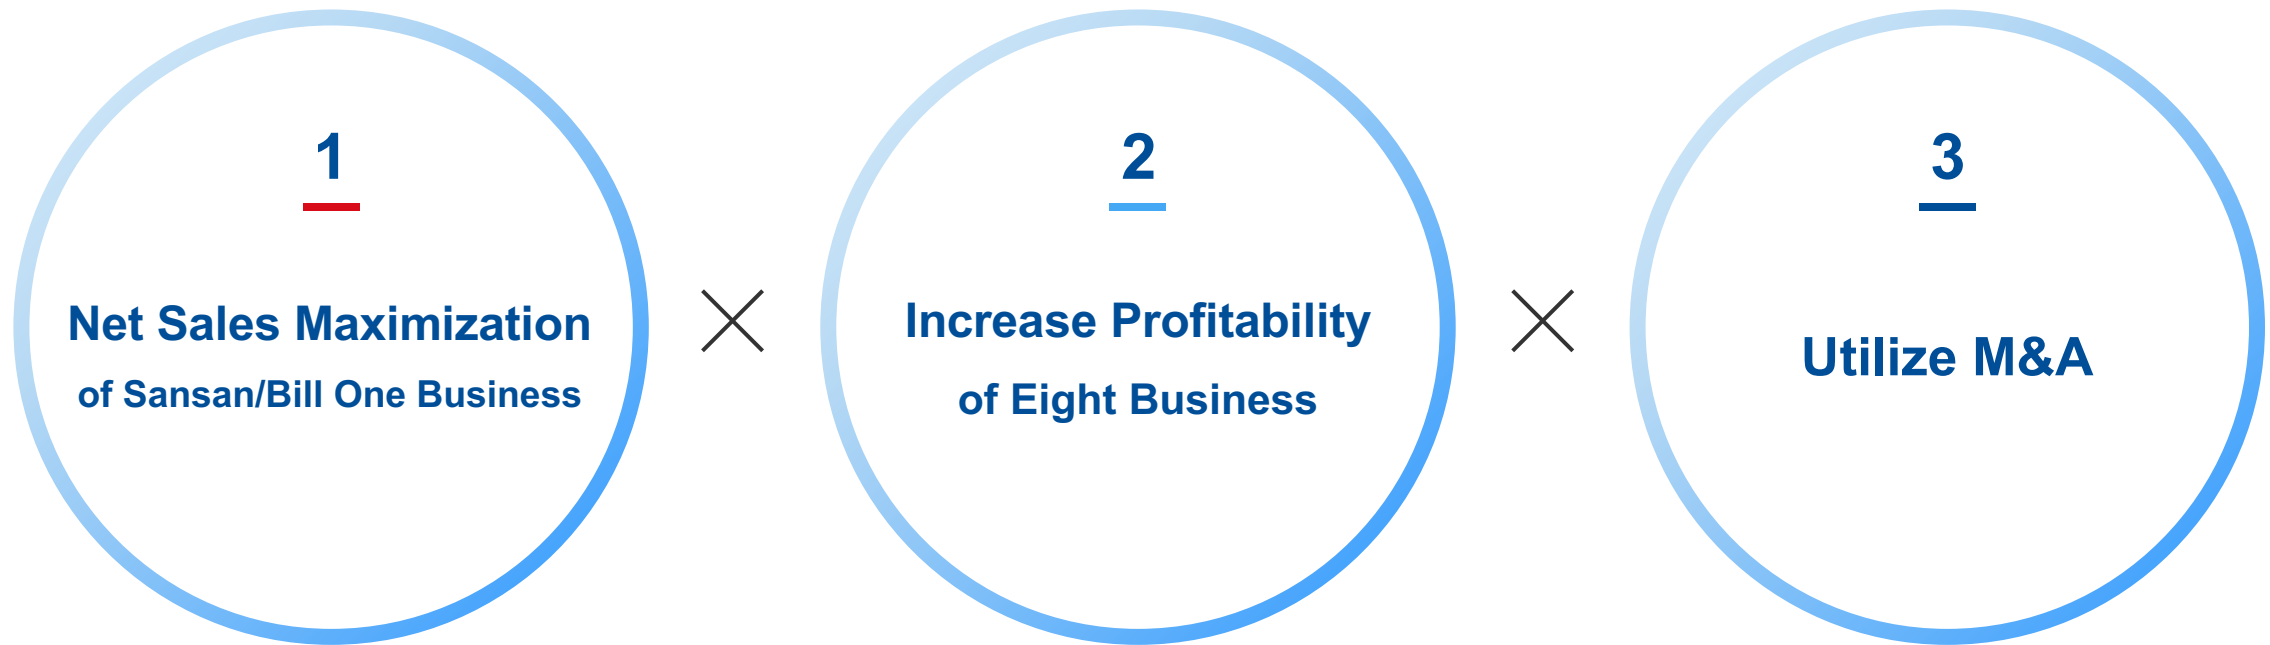 1
Net Sales Maximization
of Sansan/Bill One Business
2
Increase Profitability
of Eight Business
3
Utilize M&A